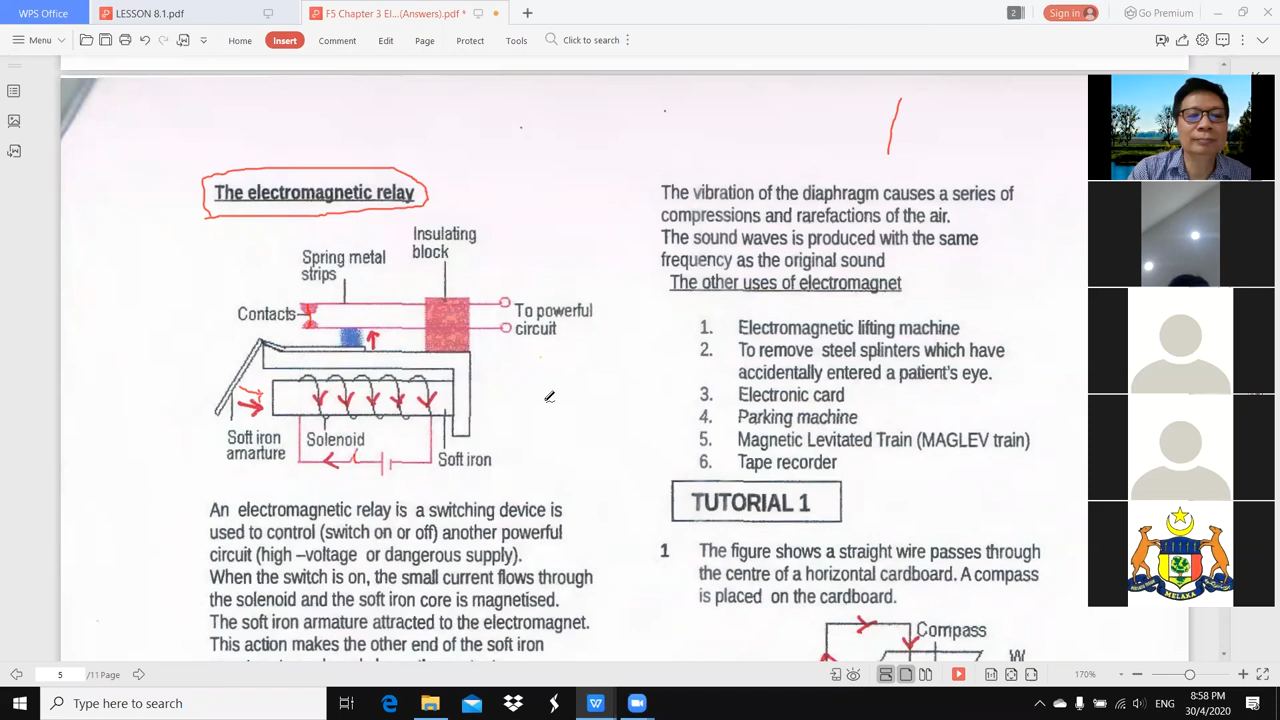 WPS Office
LESSON 8.1.pdf
F5 Chapter 3 El...(Answers).pdf *
2
Sign in
Go Premium
Menu
Home
Insert
Comment
Edit
Page
Protect
Tools
Click to search
The electromagnetic relay
Insulating
block
Spring metal
strips
Contacts
To powerful
circuit
Soft iron
amarture
Solenoid
Soft iron
An electromagnetic relay is a switching device is
used to control (switch on or off) another powerful
circuit (high –voltage or dangerous supply).
When the switch is on, the small current flows through
the solenoid and the soft iron core is magnetised.
The soft iron armature attracted to the electromagnet.
This action makes the other end of the soft iron
The vibration of the diaphragm causes a series of
compressions and rarefactions of the air.
The sound waves is produced with the same
frequency as the original sound
The other uses of electromagnet
1. Electromagnetic lifting machine
2. To remove steel splinters which have
accidentally entered a patient's eye.
3. Electronic card
4. Parking machine
5. Magnetic Levitated Train (MAGLEV train)
6. Tape recorder
TUTORIAL 1
1 The figure shows a straight wire passes through
the centre of a horizontal cardboard. A compass
is placed on the cardboard.
Compass
W
MELAKA
5 /11 Page
170%
Type here to search
ENG
8:58 PM
30/4/2020